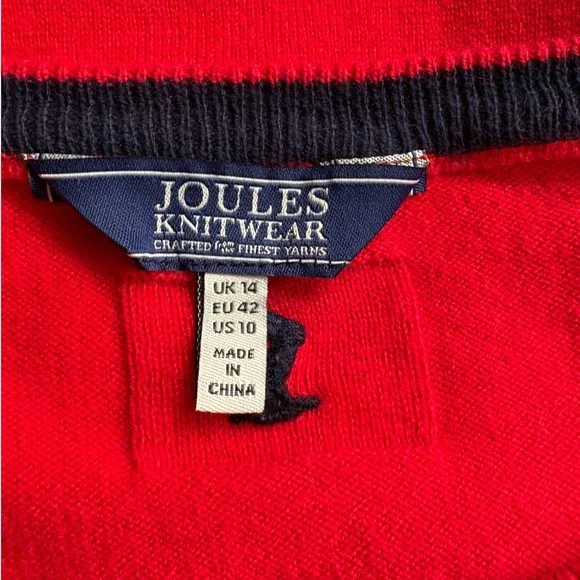 JOULES
KNITWEAR
CRAFTED from the FINEST YARNS
UK 14
EU 42
US 10
MADE
IN
CHINA